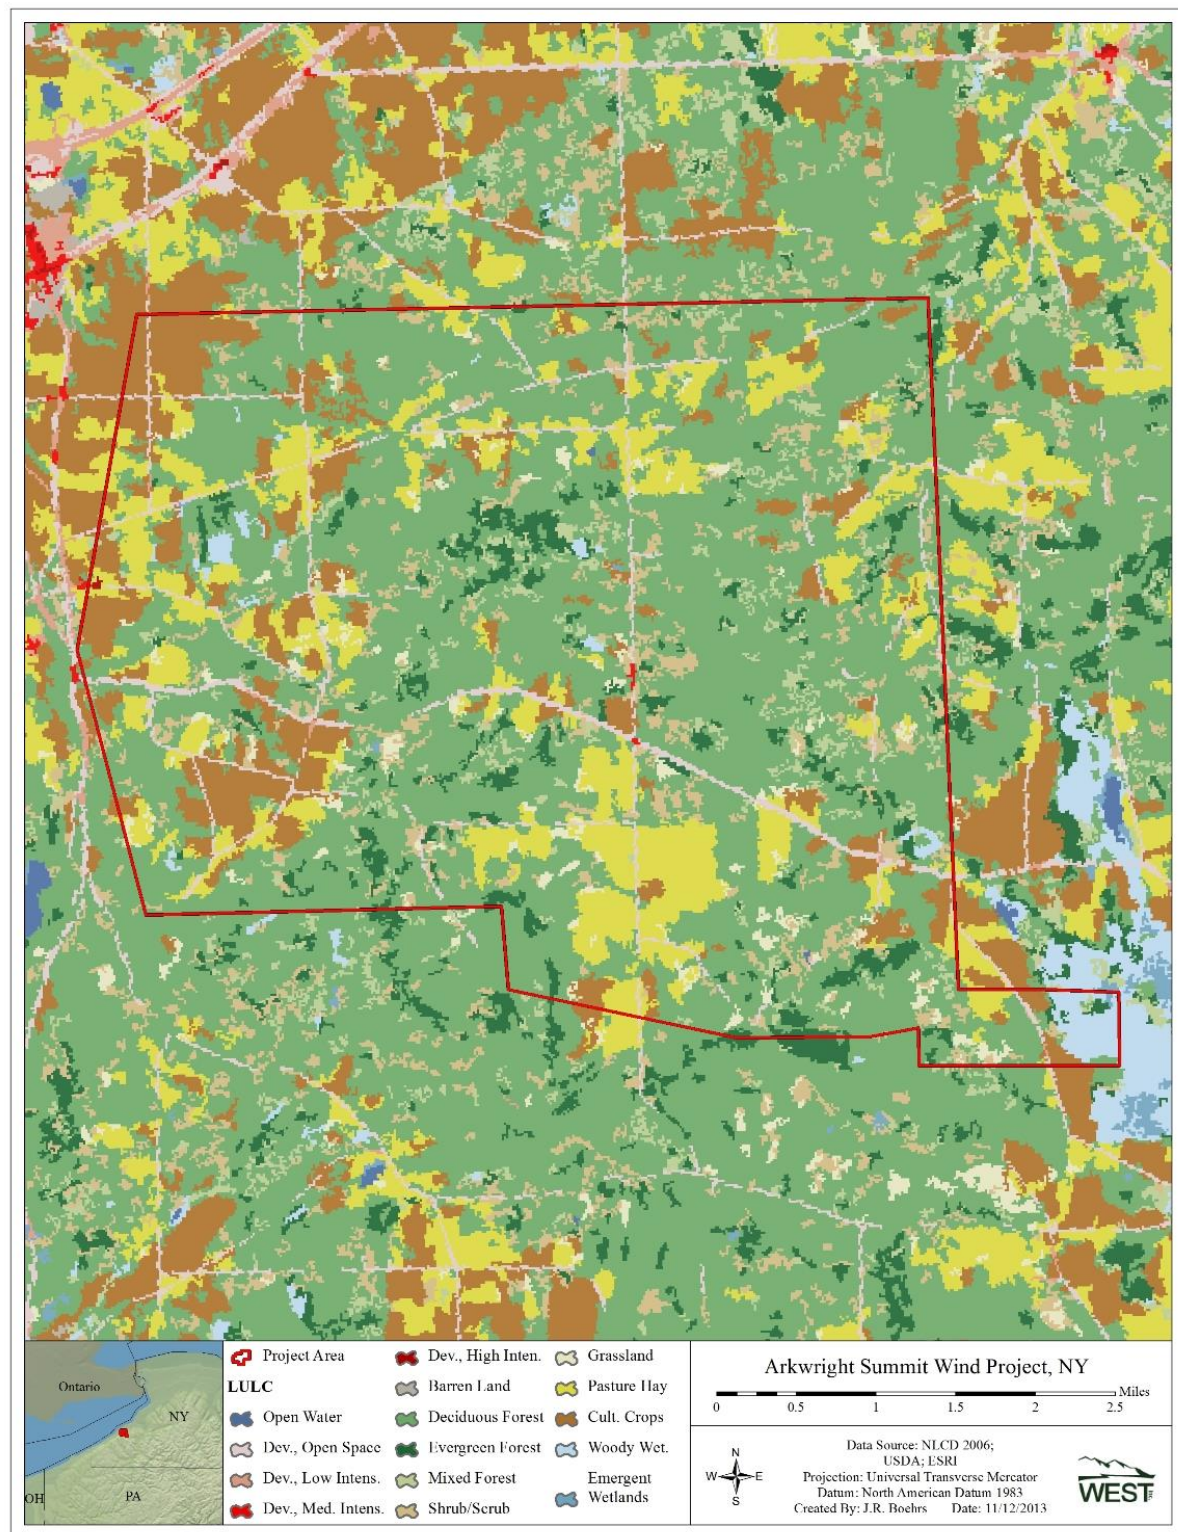 Ontario
NY
OH
PA
Project Area
LULC
Open Water
Dev., Open Space
Dev., Low Intens.
Dev., Med. Intens.
Dev., High Inten.
Barren Land
Deciduous Forest
Evergreen Forest
Mixed Forest
Shrub/Scrub
Grassland
Pasture Hay
Cult. Crops
Woody Wet.
Emergent
Wetlands
Arkwright Summit Wind Project, NY
Miles
0 0.5 1 1.5 2 2.5
N
W E
S
Data Source: NLCD 2006;
USDA; ESRI
Projection: Universal Transverse Mercator
Datum: North American Datum 1983
Created By: J.R. Boehrs Date: 11/12/2013
WEST